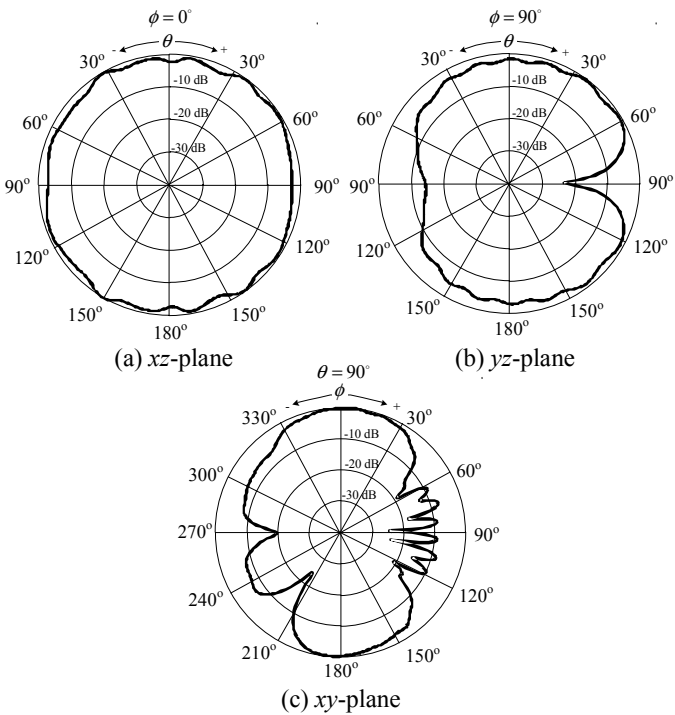 ϕ = 0°
- θ +
30° 30°
-10 dB
60° 60°
-20 dB
-30 dB
90° 90°
120° 120°
150° 150°
180°
(a) xz-plane
ϕ = 90°
- θ +
30° 30°
-10 dB
60° 60°
-20 dB
-30 dB
90° 90°
120° 120°
150° 150°
180°
(b) yz-plane
θ = 90°
- ϕ +
330° 30°
-10 dB
300° 60°
-20 dB
-30 dB
270° 90°
240° 120°
210° 150°
180°
(c) xy-plane